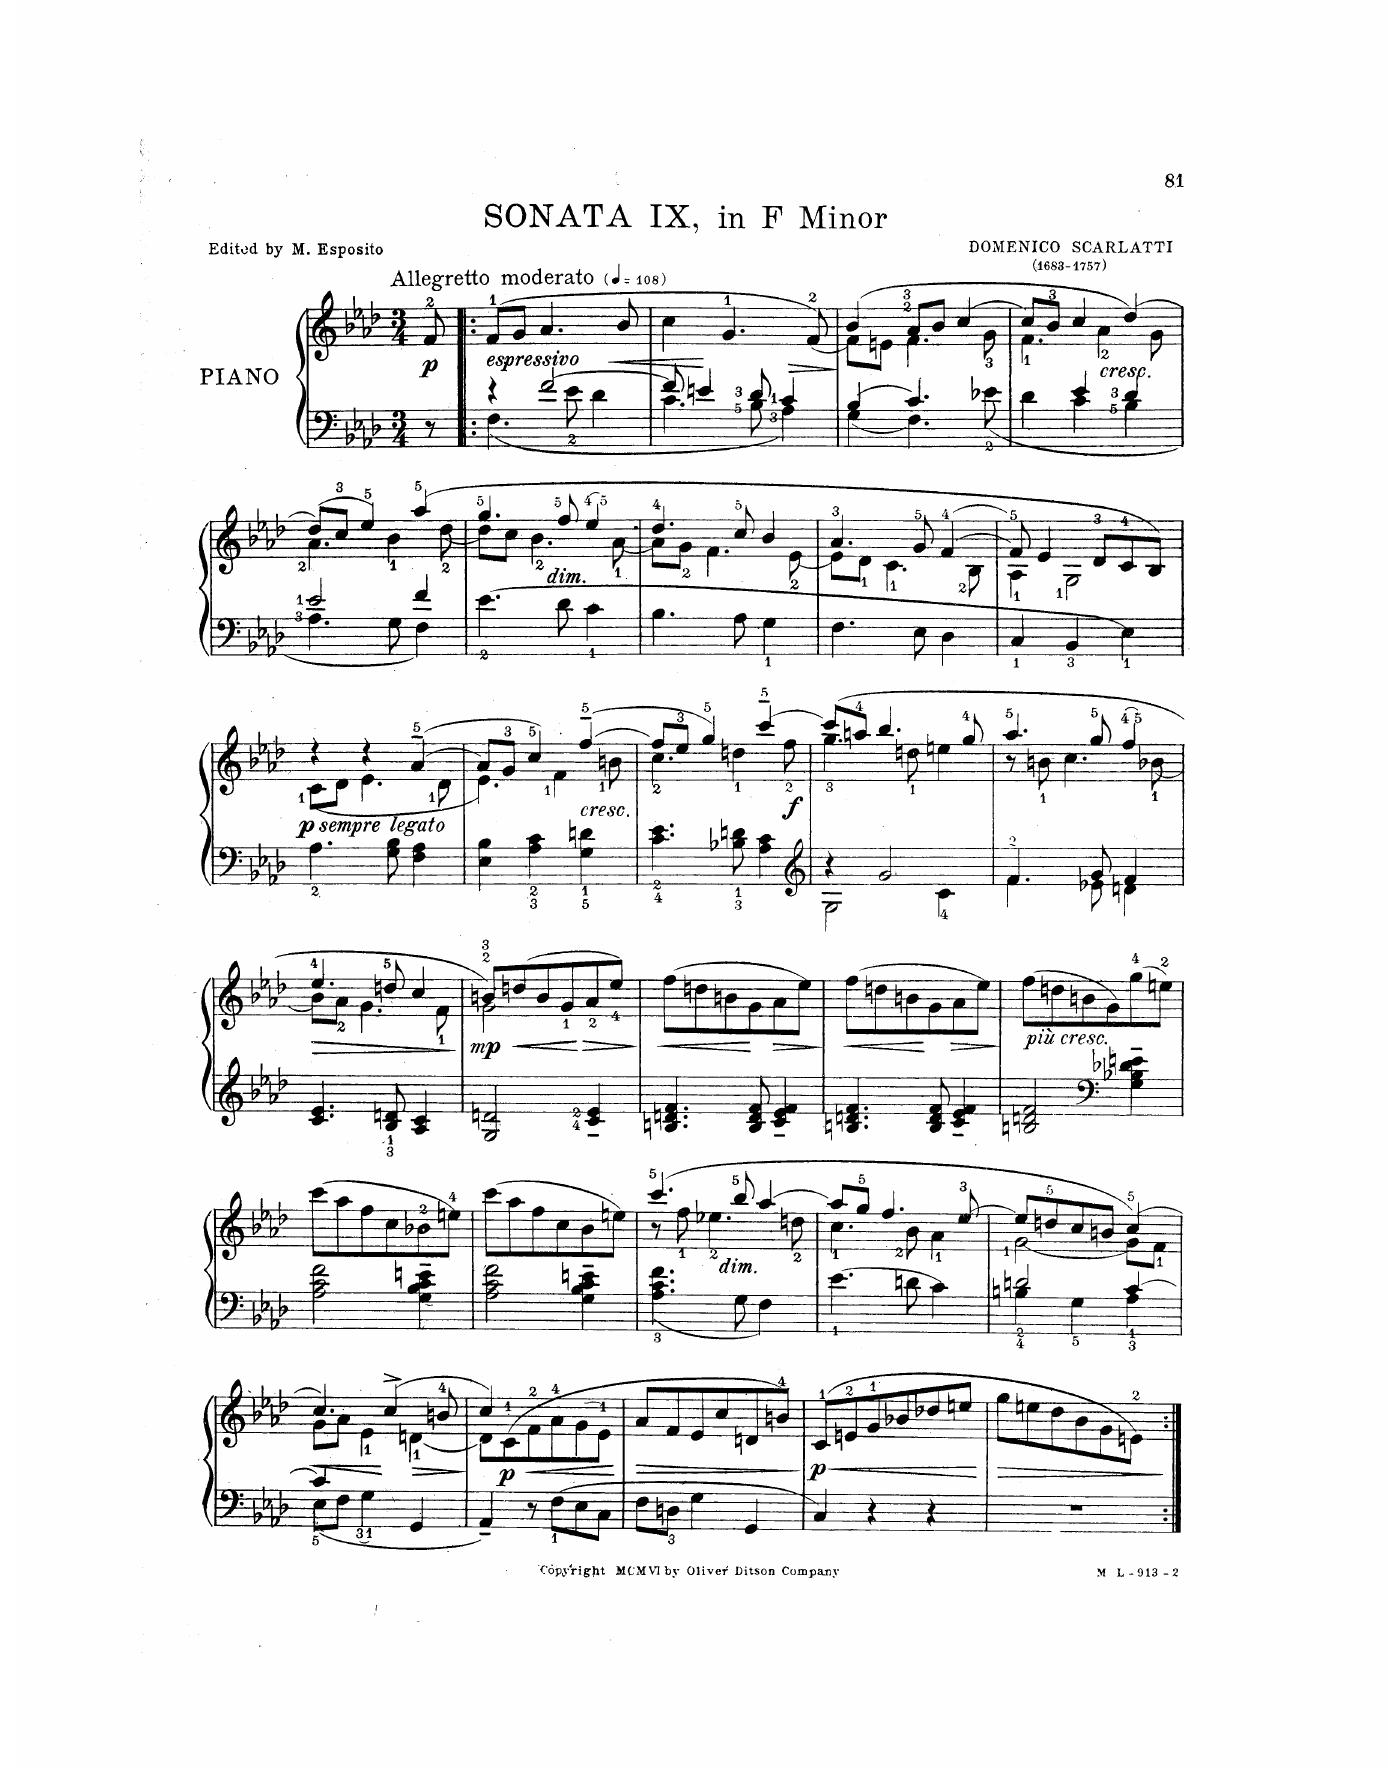 81
SONATA IX, in F Minor
Edited by M. Esposito
DOMENICO SCARLATTI
(1683-1757)
Allegretto moderato (♩= 108)
PIANO
p
espressivo
cresc.
dim.
p sempre legato
cresc.
f
mp
più cresc.
dim.
p
p
Copyright MCMVI by Oliver Ditson Company
M L - 913 - 2